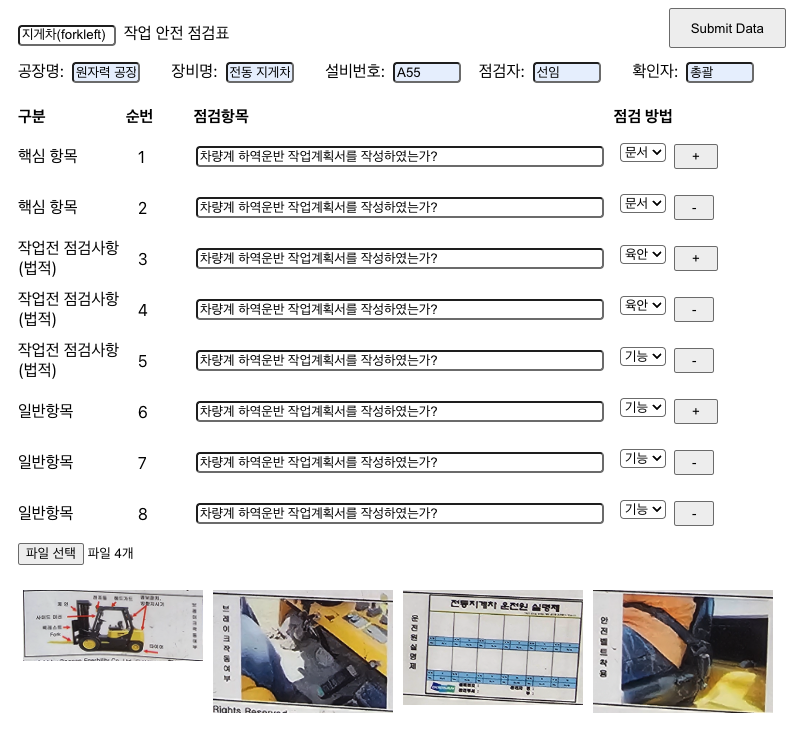 지게차(forkleft) 작업 안전 점검표 Submit Data
공장명: 원자력 공장 장비명: 전동 지게차 설비번호: A55 점검자: 선임 확인자: 총괄
구분 순번 점검항목 점검 방법
핵심 항목 1 차량계 하역운반 작업계획서를 작성하였는가? 문서 +
핵심 항목 2 차량계 하역운반 작업계획서를 작성하였는가? 문서 -
작업전 점검사항
(법적) 3 차량계 하역운반 작업계획서를 작성하였는가? 육안 +
작업전 점검사항
(법적) 4 차량계 하역운반 작업계획서를 작성하였는가? 육안 -
작업전 점검사항
(법적) 5 차량계 하역운반 작업계획서를 작성하였는가? 기능 -
일반항목 6 차량계 하역운반 작업계획서를 작성하였는가? 기능 +
일반항목 7 차량계 하역운반 작업계획서를 작성하였는가? 기능 -
일반항목 8 차량계 하역운반 작업계획서를 작성하였는가? 기능 -
파일 선택 파일 4개
사이드 미러
Fork
타이어
브레이크작동여부
Rights Reserved
전동지게차 운전원 실명제
운전원실명제
안전벨트착용